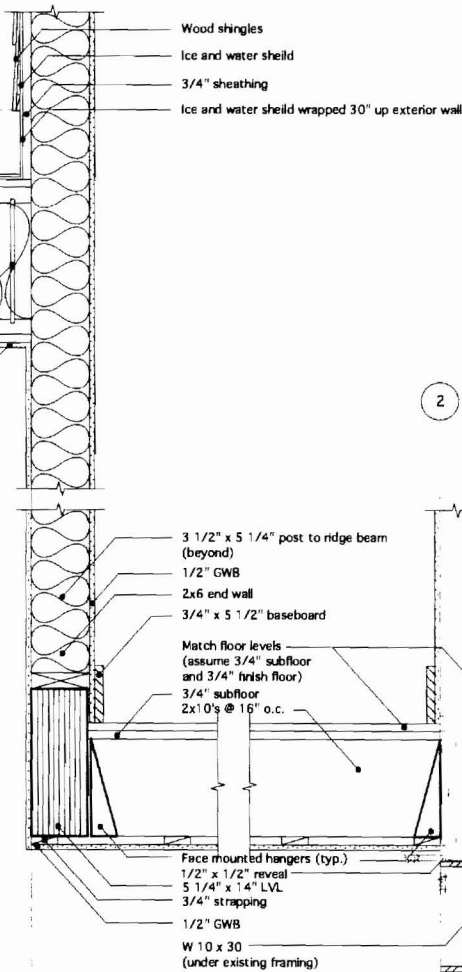 Wood shingles
Ice and water sheild
3/4" sheathing
Ice and water sheild wrapped 30" up exterior wall
2
3 1/2" x 5 1/4" post to ridge beam
(beyond)
1/2" GWB
2x6 end wall
3/4" x 5 1/2" baseboard
Match floor levels
(assume 3/4" subfloor
and 3/4" finish floor)
3/4" subfloor
2x10's @ 16" o.c.
Face mounted hangers (typ.)
1/2" x 1/2" reveal
5 1/4" x 14" LVL
3/4" strapping
1/2" GWB
W 10 x 30
(under existing framing)